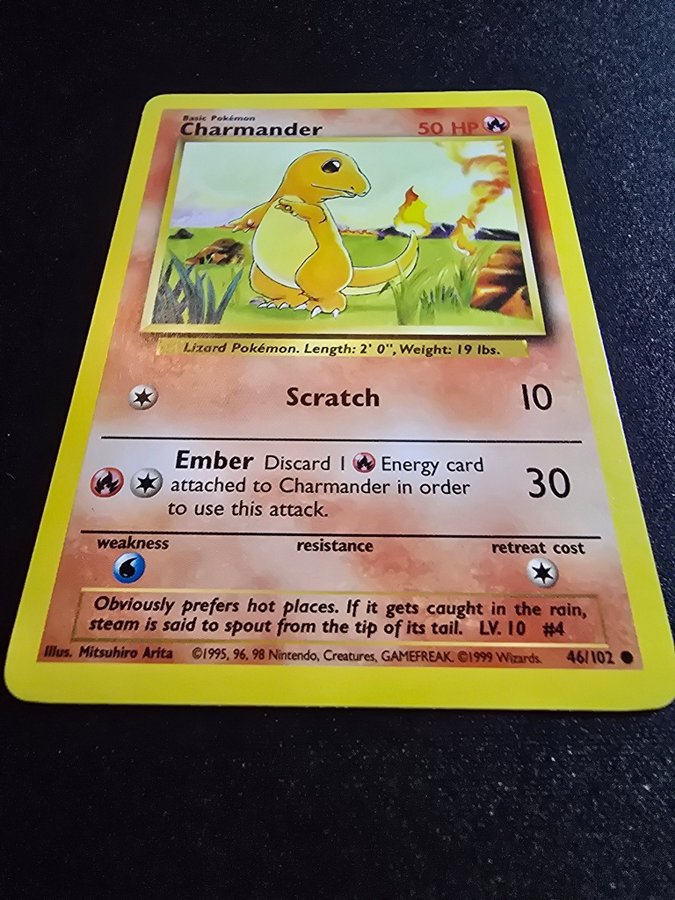 Basic Pokémon
Charmander 50 HP
Lizard Pokémon. Length: 2' 0", Weight: 19 lbs.
Scratch 10
Ember Discard 1 Energy card
attached to Charmander in order
to use this attack.
30
weakness resistance retreat cost
Obviously prefers hot places. If it gets caught in the rain,
steam is said to spout from the tip of its tail. LV. 10 #4
Illus. Mitsuhiro Arita ©1995, 96, 98 Nintendo, Creatures, GAMEFREAK. ©1999 Wizards. 46/102